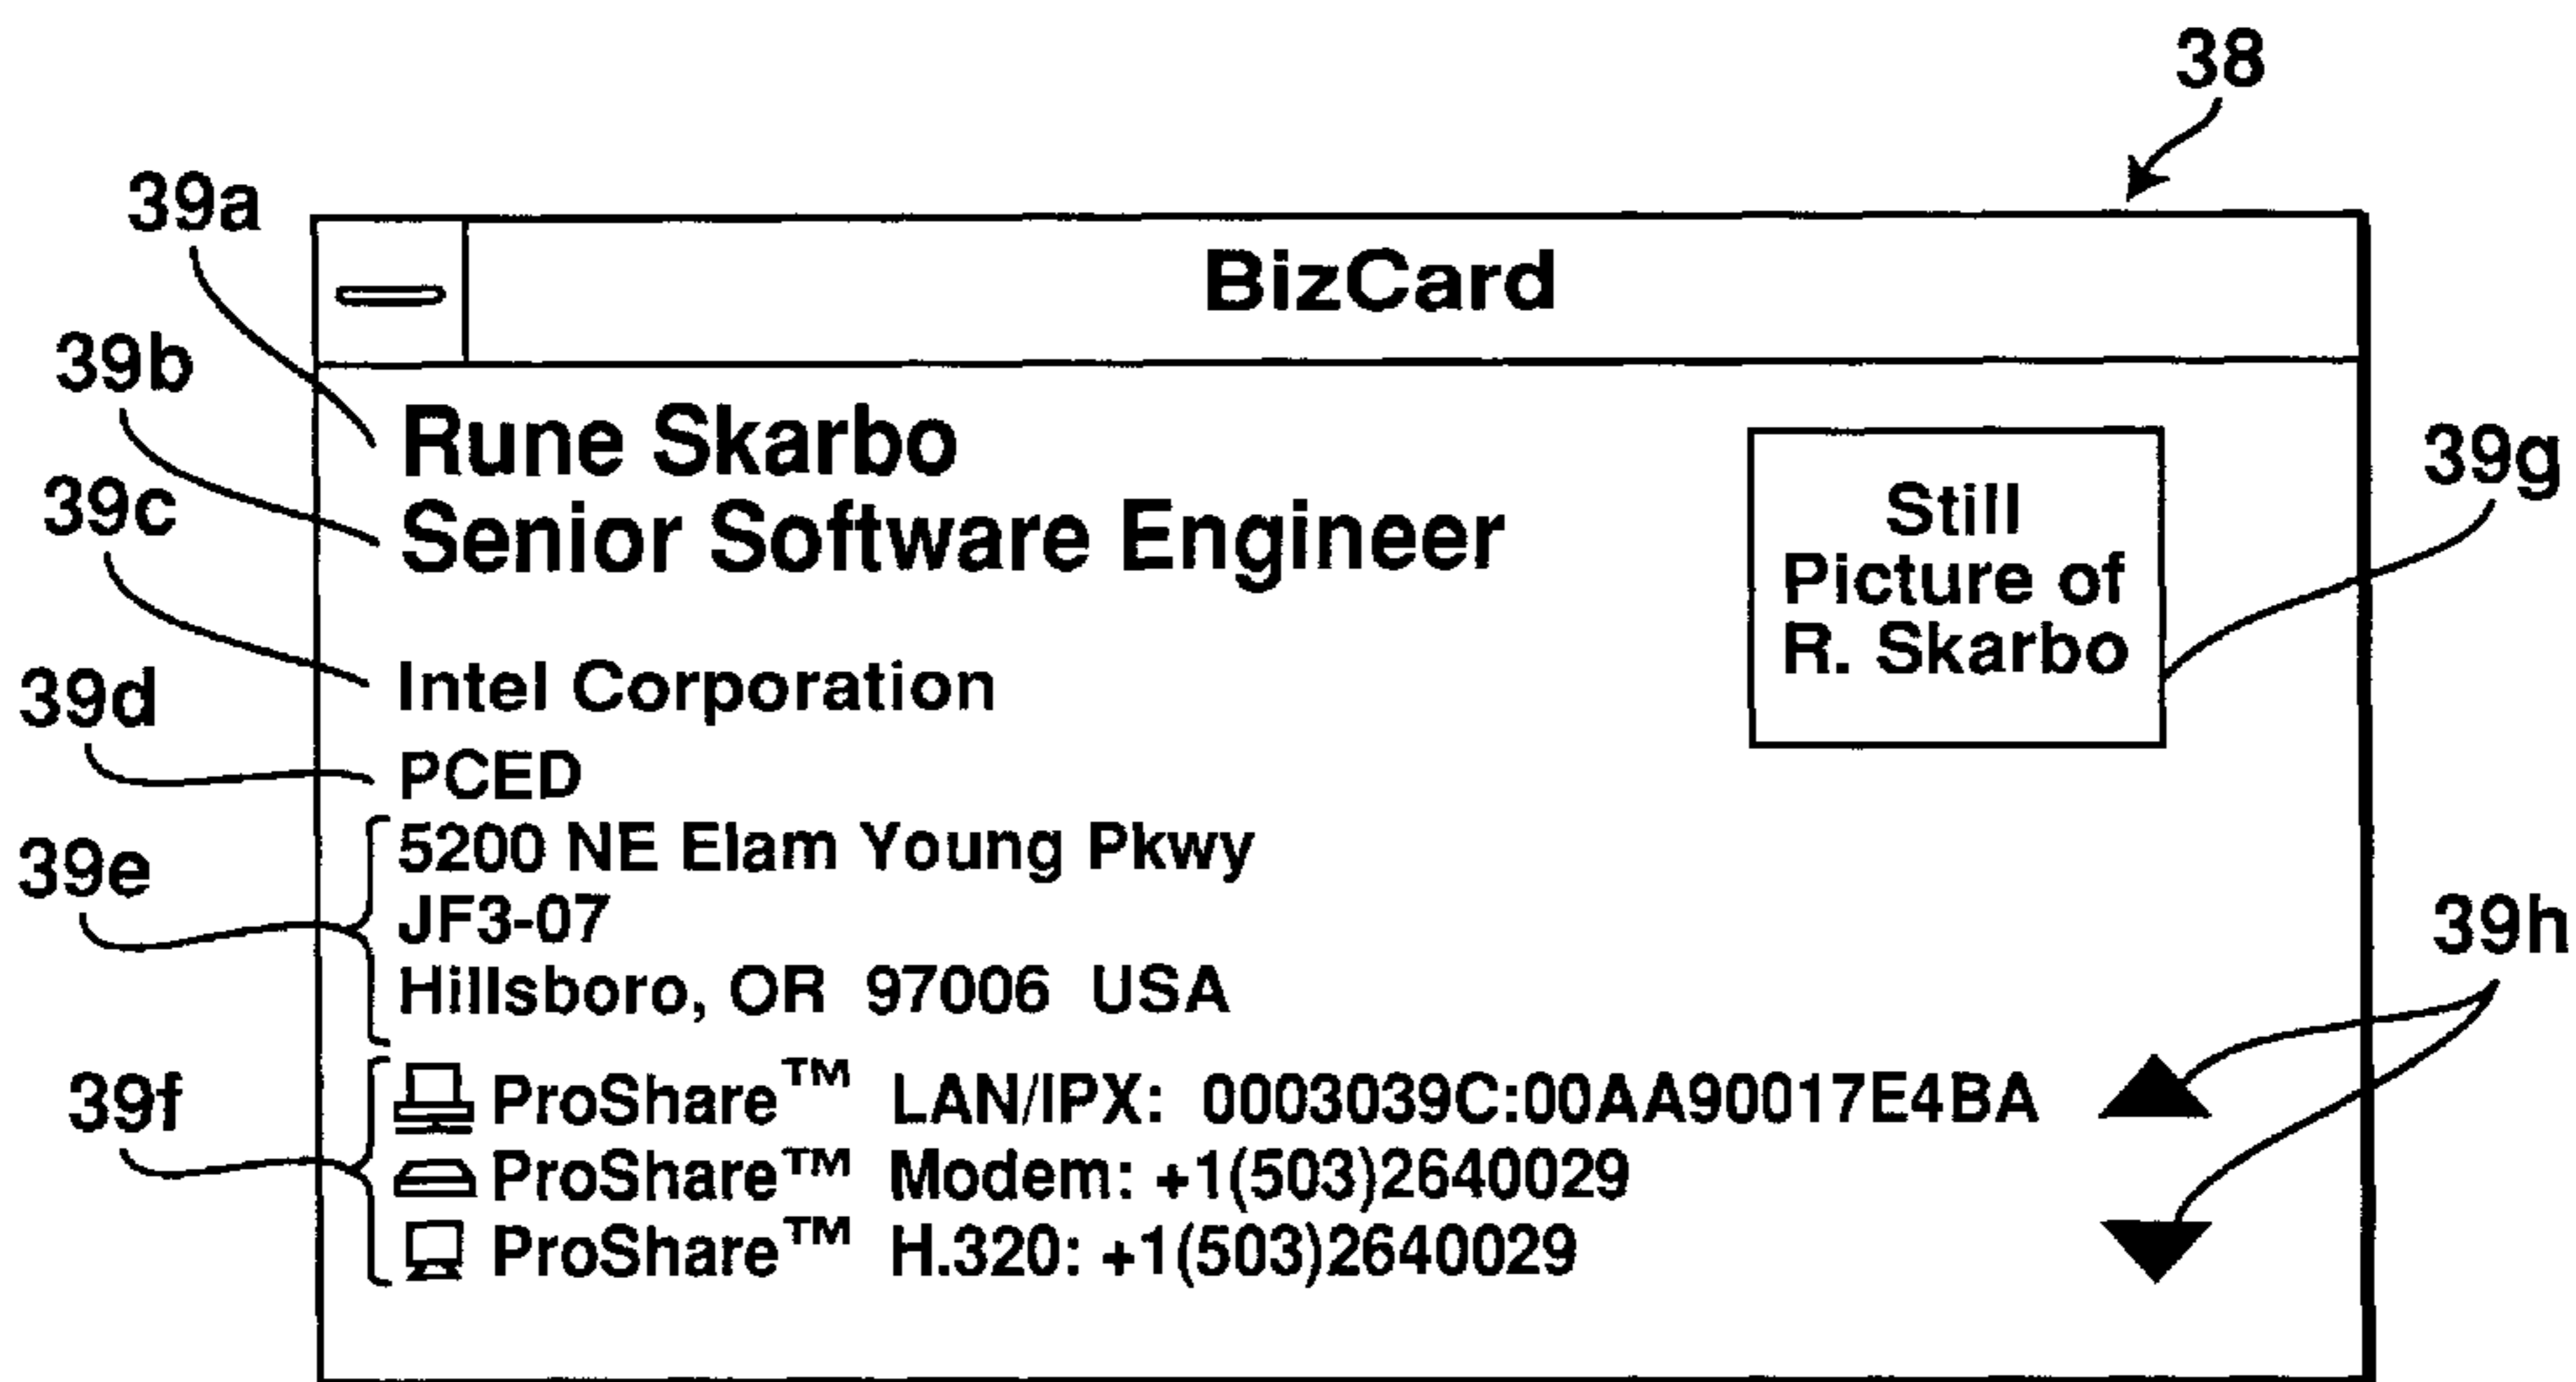 38
39a
BizCard
39b
Rune Skarbo
39g
39c
Senior Software Engineer
Still
Picture of
R. Skarbo
39d
Intel Corporation
PCED
39e
5200 NE Elam Young Pkwy
JF3-07
39h
Hillsboro, OR 97006 USA
39f
ProShare™ LAN/IPX: 0003039C:00AA90017E4BA
ProShare™ Modem: +1(503)2640029
ProShare™ H.320: +1(503)2640029